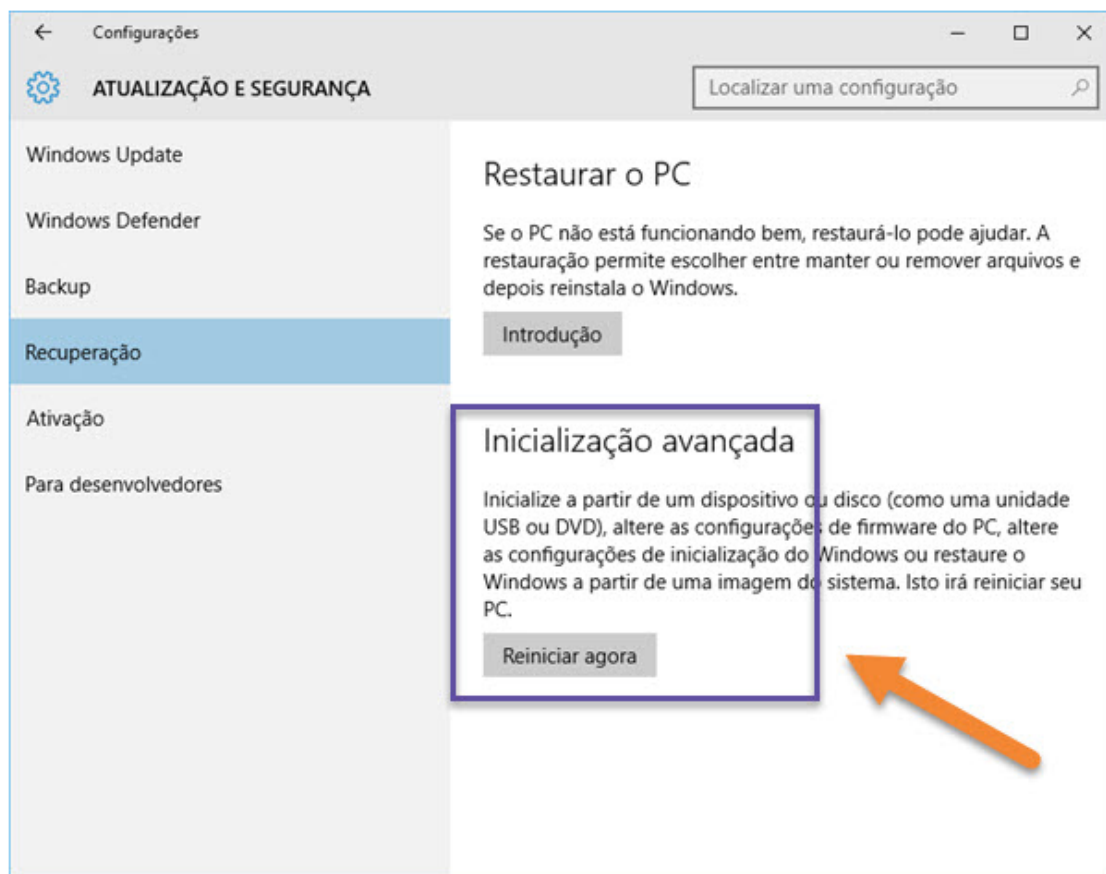 Configurações
ATUALIZAÇÃO E SEGURANÇA
Localizar uma configuração
Windows Update
Windows Defender
Backup
Recuperação
Ativação
Para desenvolvedores
Restaurar o PC
Se o PC não está funcionando bem, restaurá-lo pode ajudar. A
restauração permite escolher entre manter ou remover arquivos e
depois reinstala o Windows.
Introdução
Inicialização avançada
Inicialize a partir de um dispositivo ou disco (como uma unidade
USB ou DVD), altere as configurações de firmware do PC, altere
as configurações de inicialização do Windows ou restaure o
Windows a partir de uma imagem do sistema. Isto irá reiniciar seu
PC.
Reiniciar agora